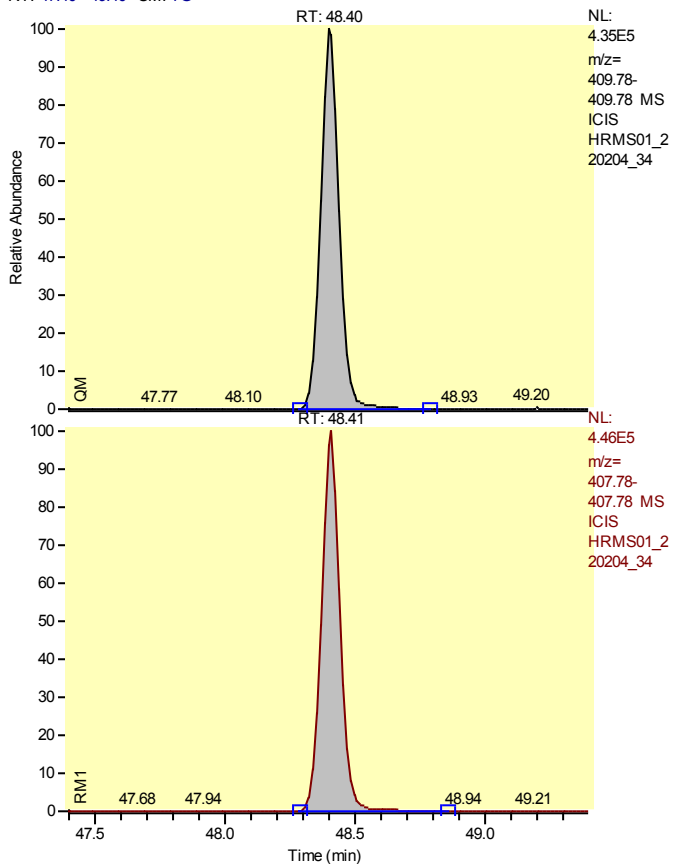 RT: 48.40
NL:
4.35E5
m/z=
409.78-
409.78 MS
ICIS
HRMS01_2
20204_34
100
90
80
70
60
50
40
30
20
10
0
Relative Abundance
QM
47.77
48.10
48.93
49.20
RT: 48.41
NL:
4.46E5
m/z=
407.78-
407.78 MS
ICIS
HRMS01_2
20204_34
100
90
80
70
60
50
40
30
20
10
0
RM1
47.68
47.94
48.94
49.21
47.5
48.0
48.5
49.0
Time (min)